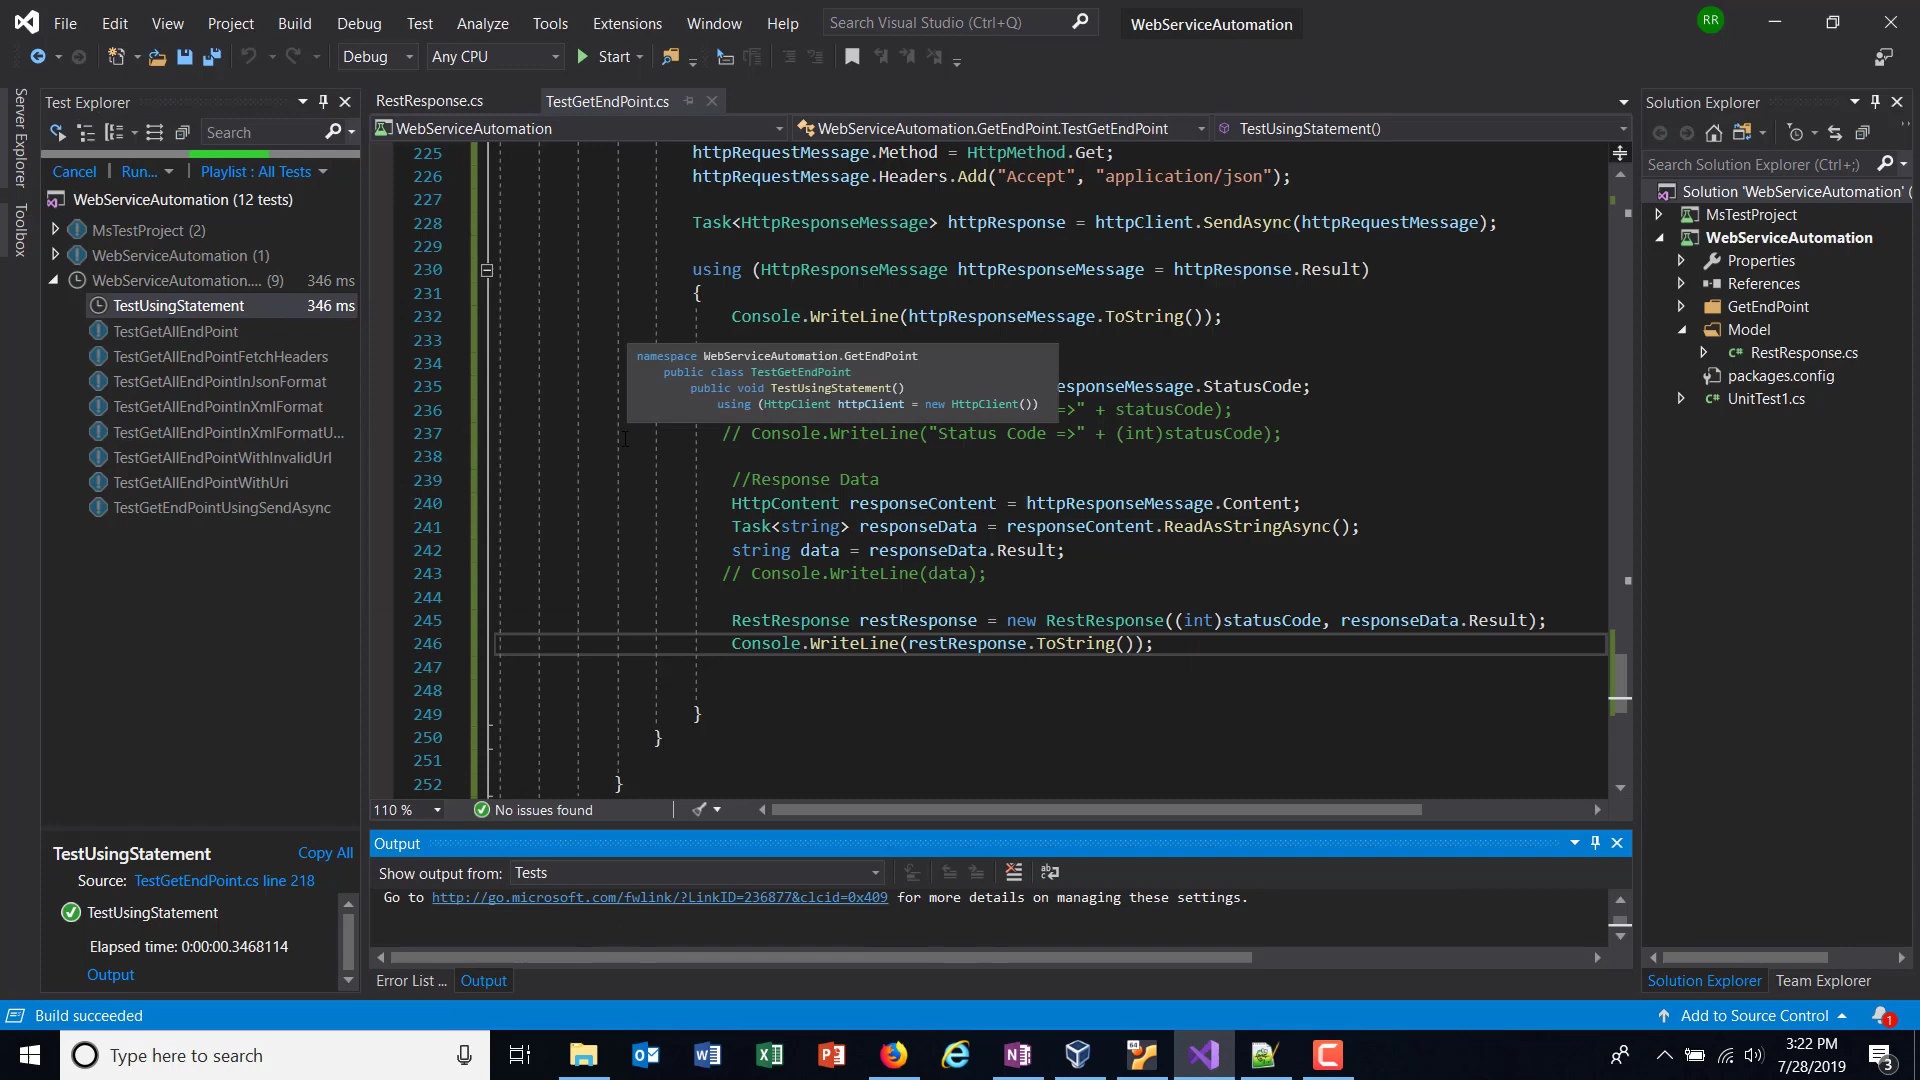 File Edit View Project Build Debug Test Analyze Tools Extensions Window Help Search Visual Studio (Ctrl+Q) WebServiceAutomation RR
Debug Any CPU Start
Server Explorer
Toolbox
Test Explorer
Search
Cancel Run... Playlist : All Tests
WebServiceAutomation (12 tests)
MsTestProject (2)
WebServiceAutomation (1)
WebServiceAutomation.... (9) 346 ms
TestUsingStatement 346 ms
TestGetAllEndPoint
TestGetAllEndPointFetchHeaders
TestGetAllEndPointInJsonFormat
TestGetAllEndPointInXmlFormat
TestGetAllEndPointInXmlFormatU...
TestGetAllEndPointWithInvalidUrl
TestGetAllEndPointWithUri
TestGetEndPointUsingSendAsync
TestUsingStatement Copy All
Source: TestGetEndPoint.cs line 218
TestUsingStatement
Elapsed time: 0:00:00.3468114
Output
RestResponse.cs TestGetEndPoint.cs
WebServiceAutomation WebServiceAutomation.GetEndPoint.TestGetEndPoint TestUsingStatement()
225 httpRequestMessage.Method = HttpMethod.Get;
226 httpRequestMessage.Headers.Add("Accept", "application/json");
227
228 Task<HttpResponseMessage> httpResponse = httpClient.SendAsync(httpRequestMessage);
229
230 using (HttpResponseMessage httpResponseMessage = httpResponse.Result)
231 {
232 Console.WriteLine(httpResponseMessage.ToString());
233
234
235 esponseMessage.StatusCode;
236 =>" + statusCode);
237 // Console.WriteLine("Status Code =>" + (int)statusCode);
238
239 //Response Data
240 HttpContent responseContent = httpResponseMessage.Content;
241 Task<string> responseData = responseContent.ReadAsStringAsync();
242 string data = responseData.Result;
243 // Console.WriteLine(data);
244
245 RestResponse restResponse = new RestResponse((int)statusCode, responseData.Result);
246 Console.WriteLine(restResponse.ToString());
247
248
249 }
250 }
251
252 }
namespace WebServiceAutomation.GetEndPoint
public class TestGetEndPoint
public void TestUsingStatement()
using (HttpClient httpClient = new HttpClient())
110 % No issues found
Output
Show output from: Tests
Go to http://go.microsoft.com/fwlink/?LinkID=236877&clcid=0x409 for more details on managing these settings.
Error List ... Output
Solution Explorer
Search Solution Explorer (Ctrl+;)
Solution 'WebServiceAutomation' (
MsTestProject
WebServiceAutomation
Properties
References
GetEndPoint
Model
C# RestResponse.cs
packages.config
C# UnitTest1.cs
Solution Explorer Team Explorer
Build succeeded Add to Source Control 1
Type here to search
3:22 PM
7/28/2019
3